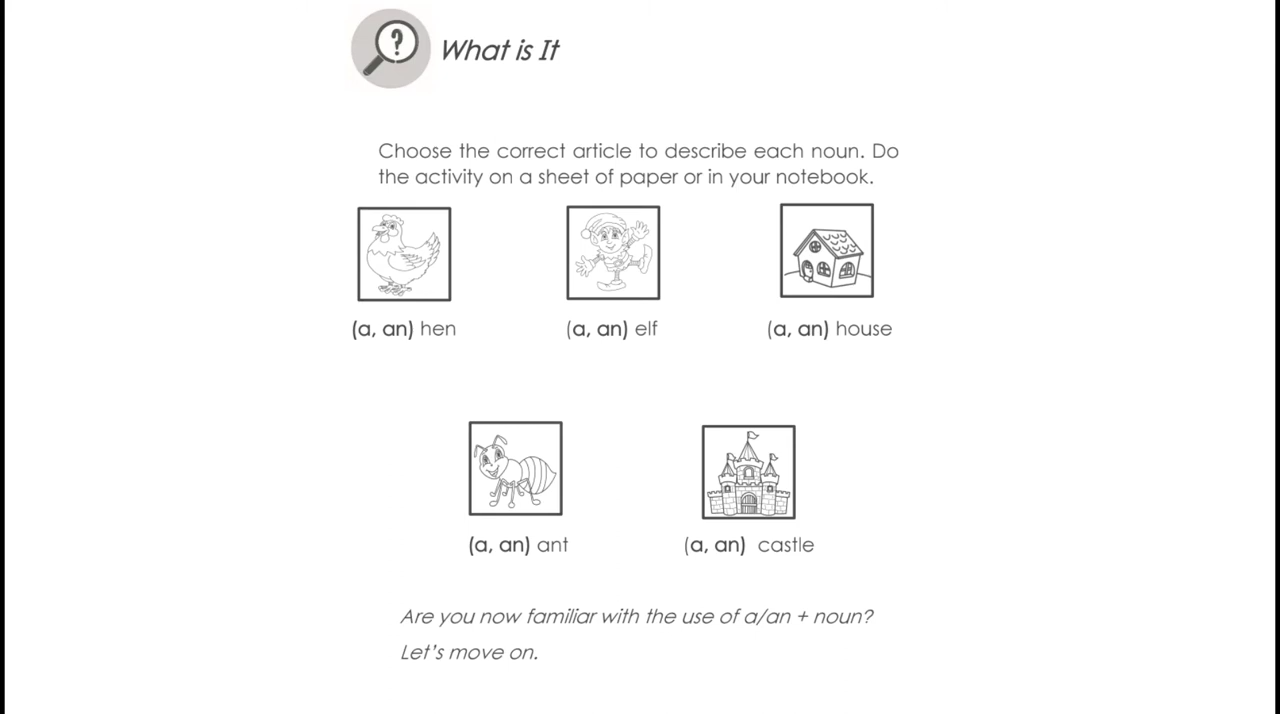 ?
What is It
Choose the correct article to describe each noun. Do
the activity on a sheet of paper or in your notebook.
(a, an) hen
(a, an) elf
(a, an) house
(a, an) ant
(a, an) castle
Are you now familiar with the use of a/an + noun?
Let's move on.